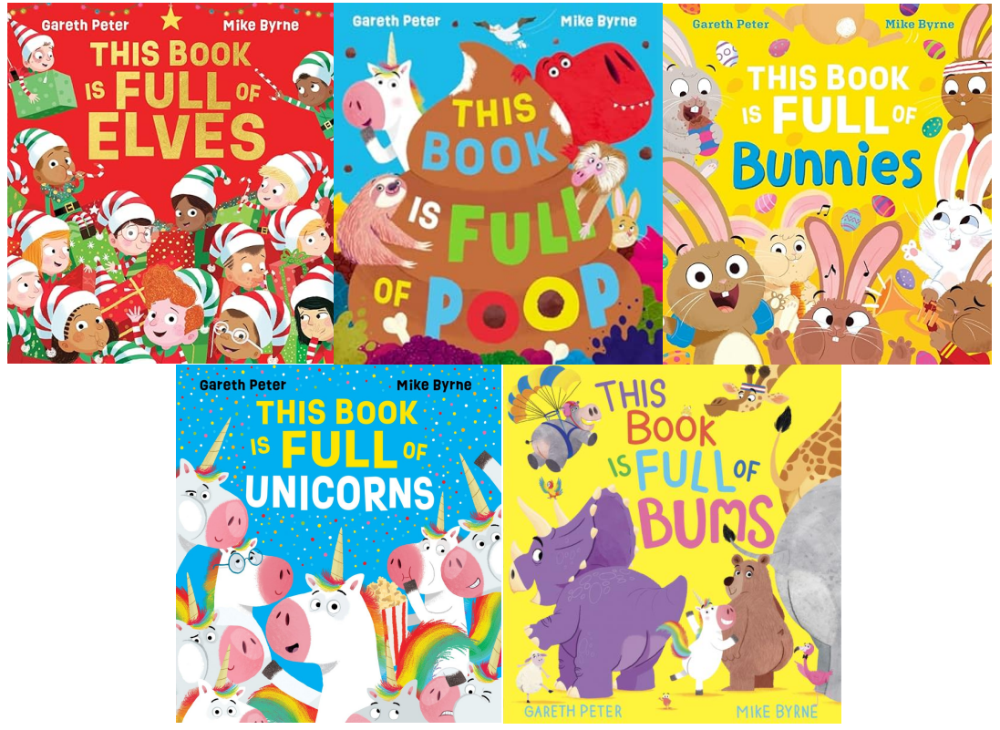 Gareth Peter Mike Byrne
THIS BOOK
IS FULL OF
ELVES
Gareth Peter Mike Byrne
THIS
BOOK
IS FULL
OF POOP
Gareth Peter Mike Byrne
THIS BOOK
IS FULL OF
Bunnies
Gareth Peter Mike Byrne
THIS BOOK
IS FULL OF
UNICORNS
THIS
BOOK
IS FULL OF
BUMS
GARETH PETER MIKE BYRNE